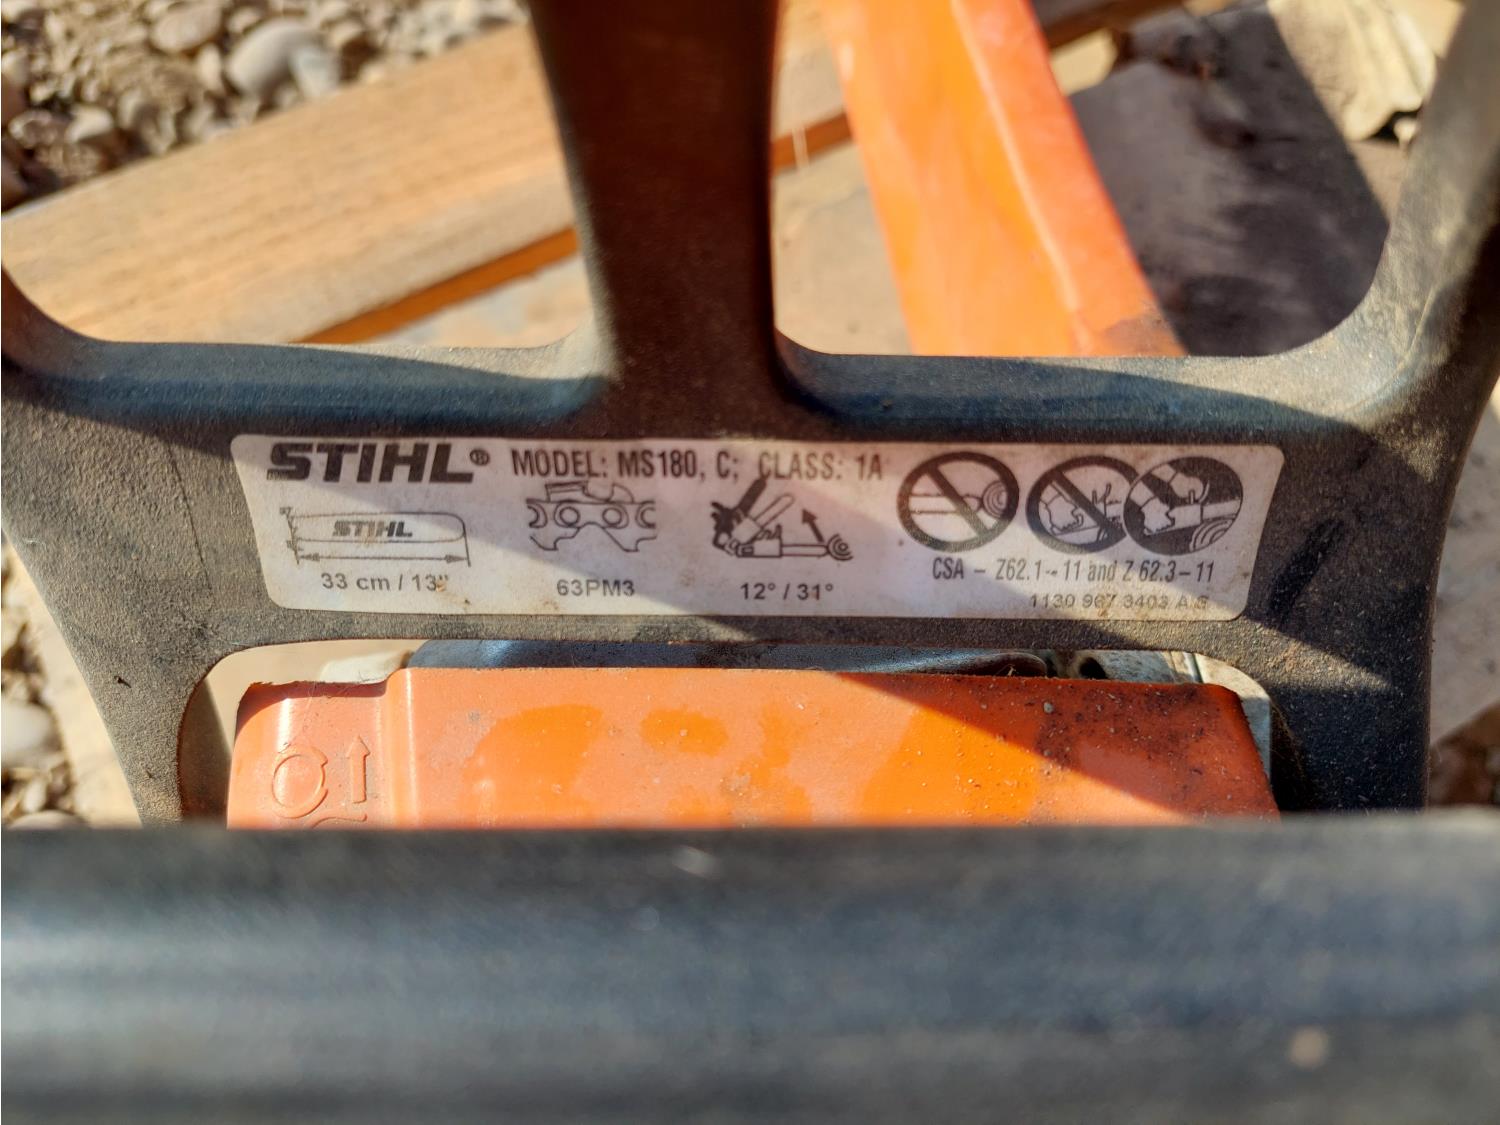 STIHL® MODEL: MS180, C; CLASS: 1A
STIHL
33 cm / 13"
63PM3
12° / 31°
CSA - Z62.1-11 and Z 62.3-11
1130 967 3403 A